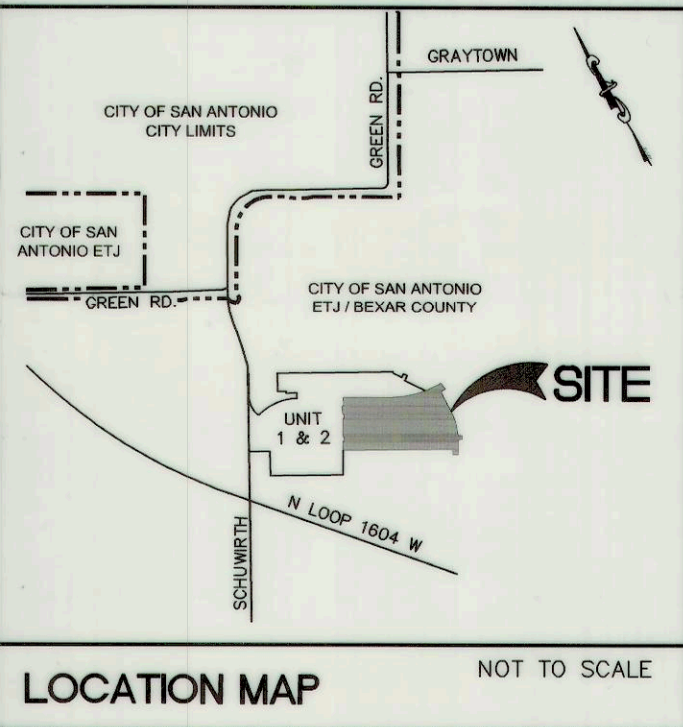 GRAYTOWN
GREEN RD.
CITY OF SAN ANTONIO
CITY LIMITS
CITY OF SAN
ANTONIO ETJ
GREEN RD.
CITY OF SAN ANTONIO
ETJ / BEXAR COUNTY
SITE
UNIT
1 & 2
N LOOP 1604 W
SCHUWIRTH
NOT TO SCALE
LOCATION MAP